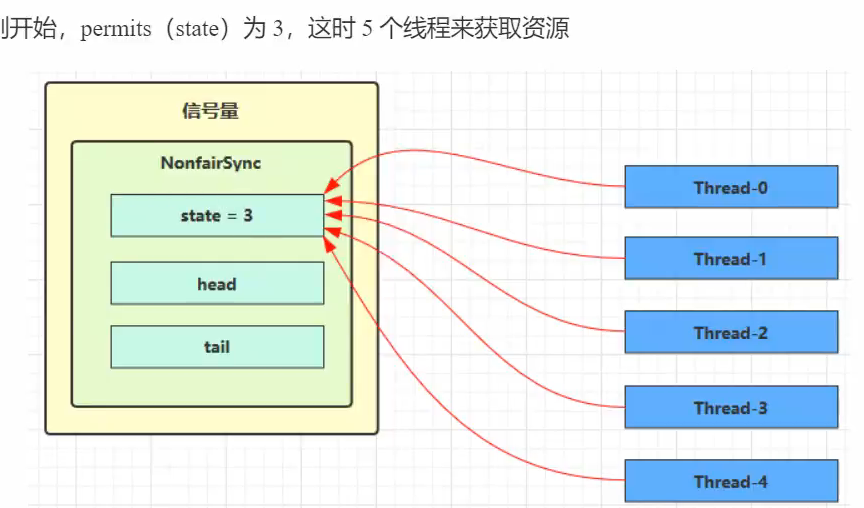 刚开始，permits（state）为 3，这时 5 个线程来获取资源
信号量
NonfairSync
state = 3
head
tail
Thread-0
Thread-1
Thread-2
Thread-3
Thread-4